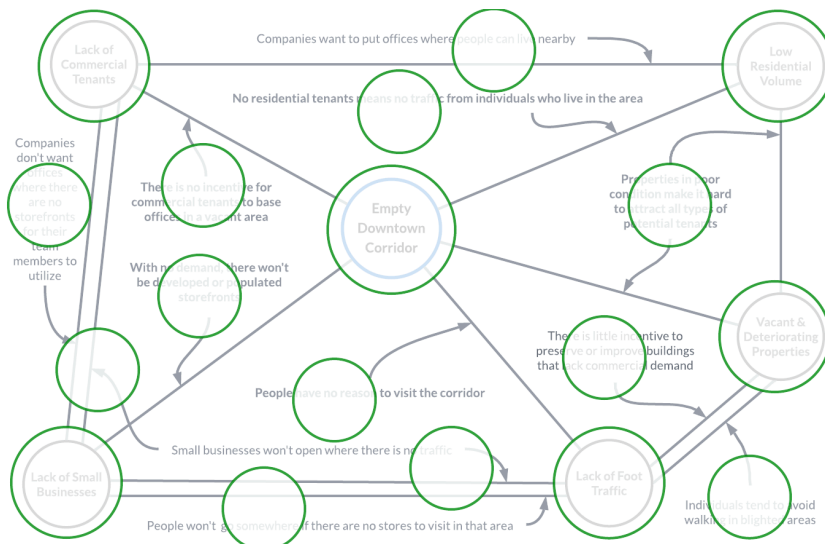 Lack of
Commercial
Tenants
Companies want to put offices where people can live nearby
Low
Residential
Volume
No residential tenants means no traffic from individuals who live in the area
Companies
don't want
offices
where there
are no
storefronts
for their
team
members to
utilize
There is no incentive for
commercial tenants to base
offices in a vacant area
Properties in poor
condition make it hard
to attract all types of
potential tenants
Empty
Downtown
Corridor
With no demand, there won't
be developed or populated
storefronts
There is little incentive to
preserve or improve buildings
that lack commercial demand
Vacant &
Deteriorating
Properties
People have no reason to visit the corridor
Small businesses won't open where there is no traffic
Lack of Small
Businesses
Lack of Foot
Traffic
Individuals tend to avoid
walking in blighted areas
People won't go somewhere if there are no stores to visit in that area